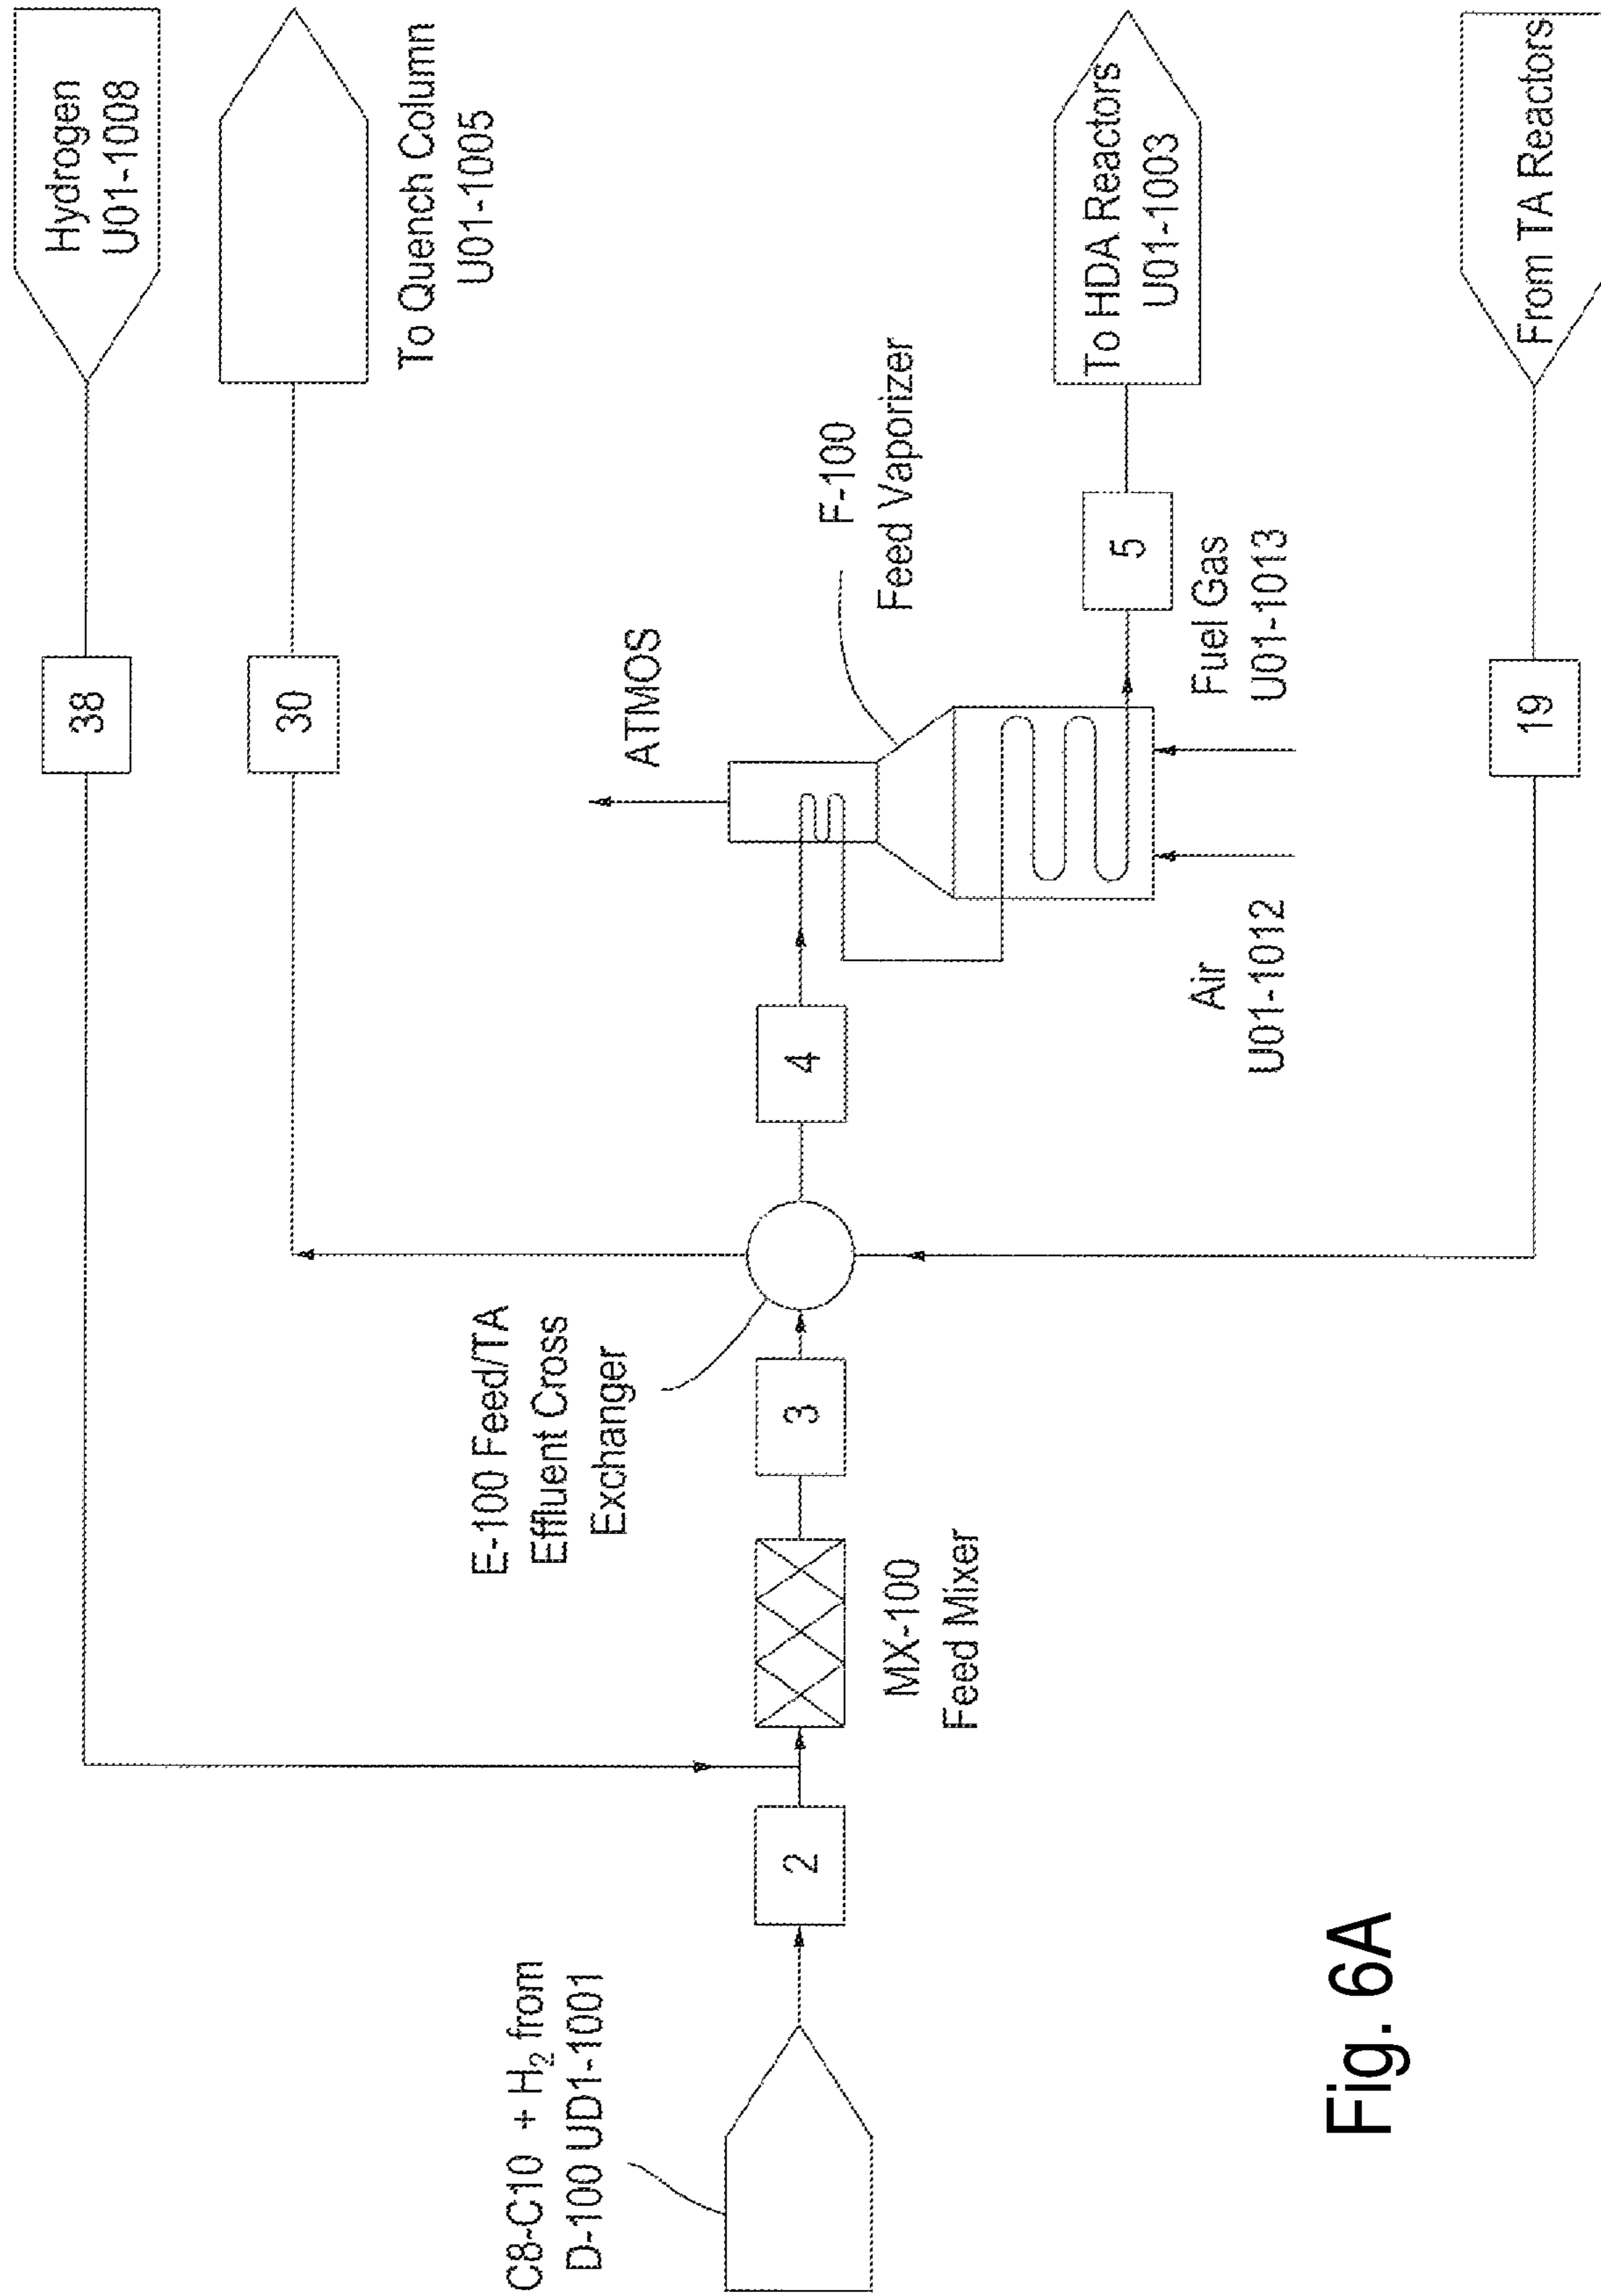 Hydrogen
U01-1008
38
To Quench Column
U01-1005
30
ATMOS
F-100
Feed Vaporizer
To HDA Reactors
U01-1003
5
Fuel Gas
U01-1013
Air
U01-1012
4
From TA Reactors
19
E-100 Feed/TA
Effluent Cross
Exchanger
3
MX-100
Feed Mixer
2
C8-C10 + H₂ from
D-100 UD1-1001
Fig. 6A